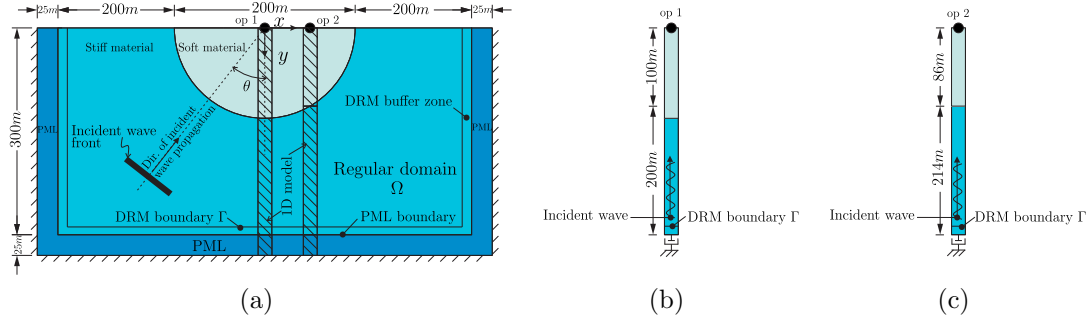 25m
200m
200m
200m
25m
op 1
x
op 2
Stiff material
Soft material
y
θ
DRM buffer zone
300m
PML
PML
Incident wave
front
Dir. of incident
wave propagation
Regular domain
Ω
1D model
DRM boundary Γ
PML boundary
25m
PML
(a)
op 1
100m
200m
Incident wave
DRM boundary Γ
(b)
op 2
86m
214m
Incident wave
DRM boundary Γ
(c)